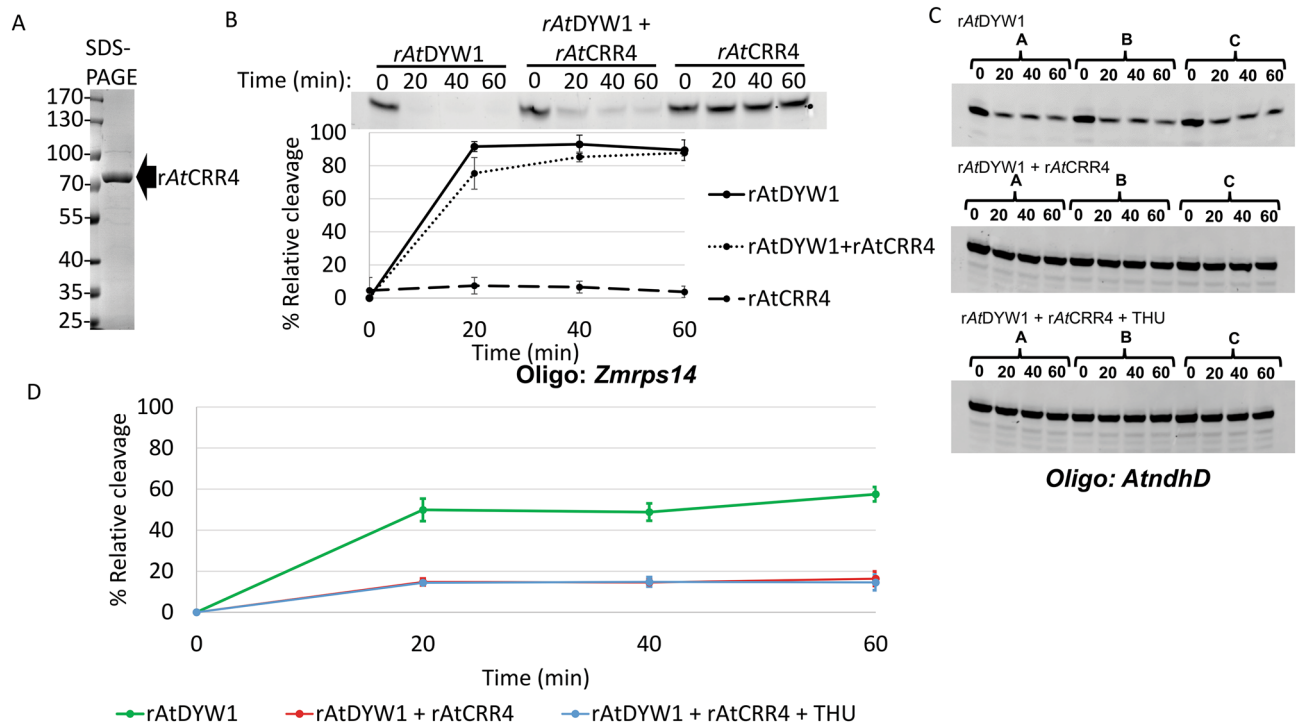 A
SDS-
PAGE
170
130
100
70
55
40
35
25
rAtCRR4
B
rAtDYW1
rAtDYW1 +
rAtCRR4
rAtCRR4
Time (min):
0 20 40 60 0 20 40 60 0 20 40 60
% Relative cleavage
100
80
60
40
20
0
0 20 40 60
Time (min)
rAtDYW1
rAtDYW1+rAtCRR4
rAtCRR4
Oligo: Zmrps14
C
rAtDYW1
A B C
0 20 40 60 0 20 40 60 0 20 40 60
rAtDYW1 + rAtCRR4
A B C
0 20 40 60 0 20 40 60 0 20 40 60
rAtDYW1 + rAtCRR4 + THU
A B C
0 20 40 60 0 20 40 60 0 20 40 60
Oligo: AtndhD
D
% Relative cleavage
100
80
60
40
20
0
0 20 40 60
Time (min)
rAtDYW1 rAtDYW1 + rAtCRR4 rAtDYW1 + rAtCRR4 + THU